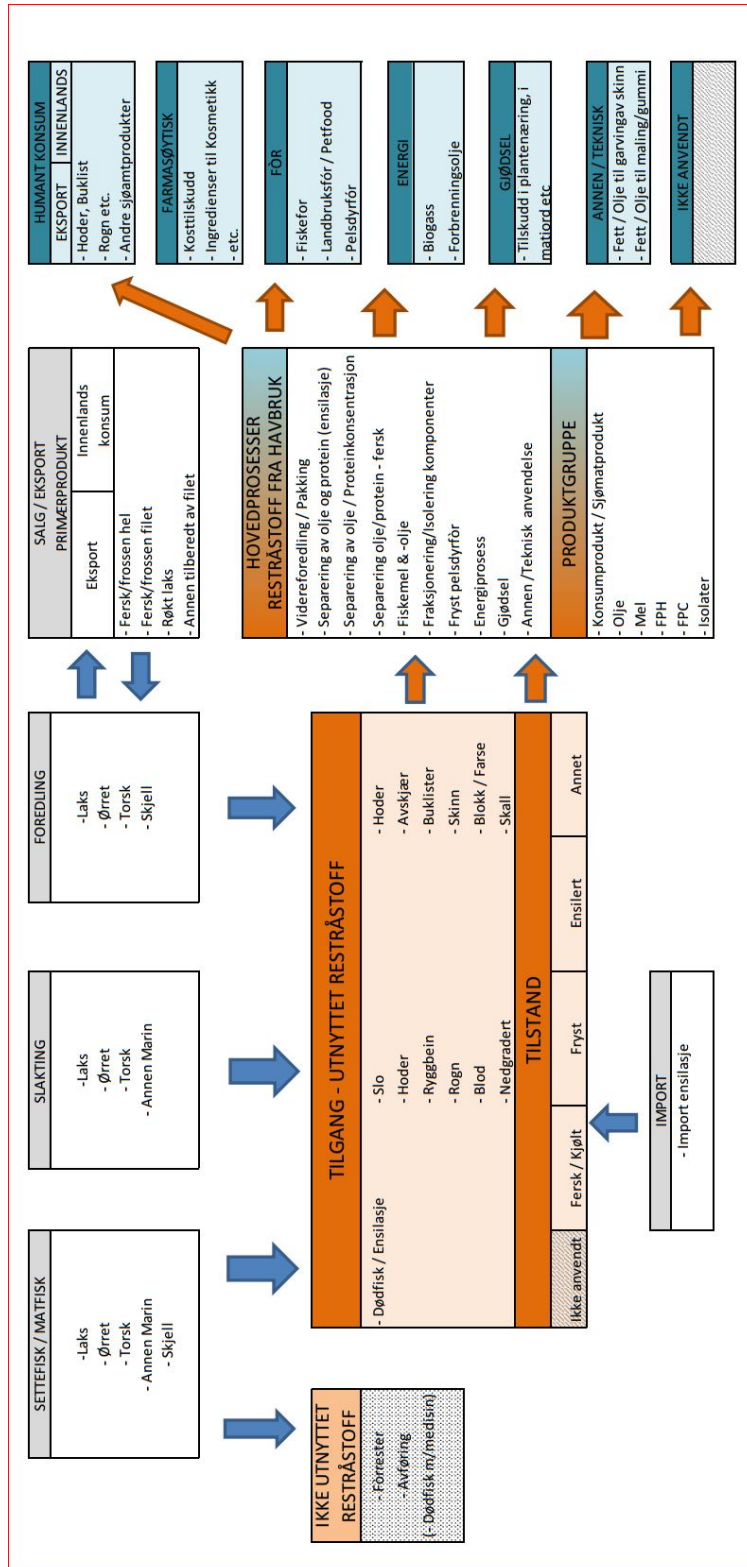 SETTEFISK / MATFISK
-Laks
- Ørret
- Torsk
- Annen Marin
- Skjell
SLAKTING
-Laks
- Ørret
- Torsk
- Annen Marin
FOREDLING
-Laks
- Ørret
- Torsk
- Skjell
SALG / EKSPORT
PRIMÆRPRODUKT
Eksport
Innenlands
konsum
- Fersk/frossen hel
- Fersk/frossen filet
- Røkt laks
- Annen tilberedt av filet
IKKE UTNYTTET
RESTRÅSTOFF
- Fòrrester
- Avføring
(- Dødfisk m/medisin)
TILGANG - UTNYTTET RESTRÅSTOFF
- Dødfisk / Ensilasje
- Slo
- Hoder
- Ryggbein
- Rogn
- Blod
- Nedgradert
- Hoder
- Avskjær
- Buklister
- Skinn
- Blokk / Farse
- Skall
TILSTAND
Ikke anvendt
Fersk / Kjølt
Fryst
Ensilert
Annet
IMPORT
- Import ensilasje
HOVEDPROSESSER
RESTRÅSTOFF FRA HAVBRUK
- Videreforedling / Pakking
- Separering av olje og protein (ensilasje)
- Separering av olje / Proteinkonsentrasjon
- Separering olje/protein - fersk
- Fiskemel & -olje
- Fraksjonering/Isolering komponenter
- Fryst pelsdyrfòr
- Energiprosess
- Gjødsel
- Annen /Teknisk anvendelse
PRODUKTGRUPPE
- Konsumprodukt / Sjømatprodukt
- Olje
- Mel
- FPH
- FPC
- Isolater
HUMANT KONSUM
EKSPORT
INNENLANDS
- Hoder, Buklist
- Rogn etc.
- Andre sjøamtprodukter
FARMASØYTISK
- Kosttilskudd
- Ingredienser til Kosmetikk
- etc.
FÒR
- Fiskefor
- Landbruksfór / Petfood
- Pelsdyrfór
ENERGI
- Biogass
- Forbrenningsolje
GJØDSEL
- Tilskudd i plantenæring, i
matjord etc
ANNEN / TEKNISK
- Fett / Olje til garvingav skinn
- Fett / Olje til maling/gummi
IKKE ANVENDT